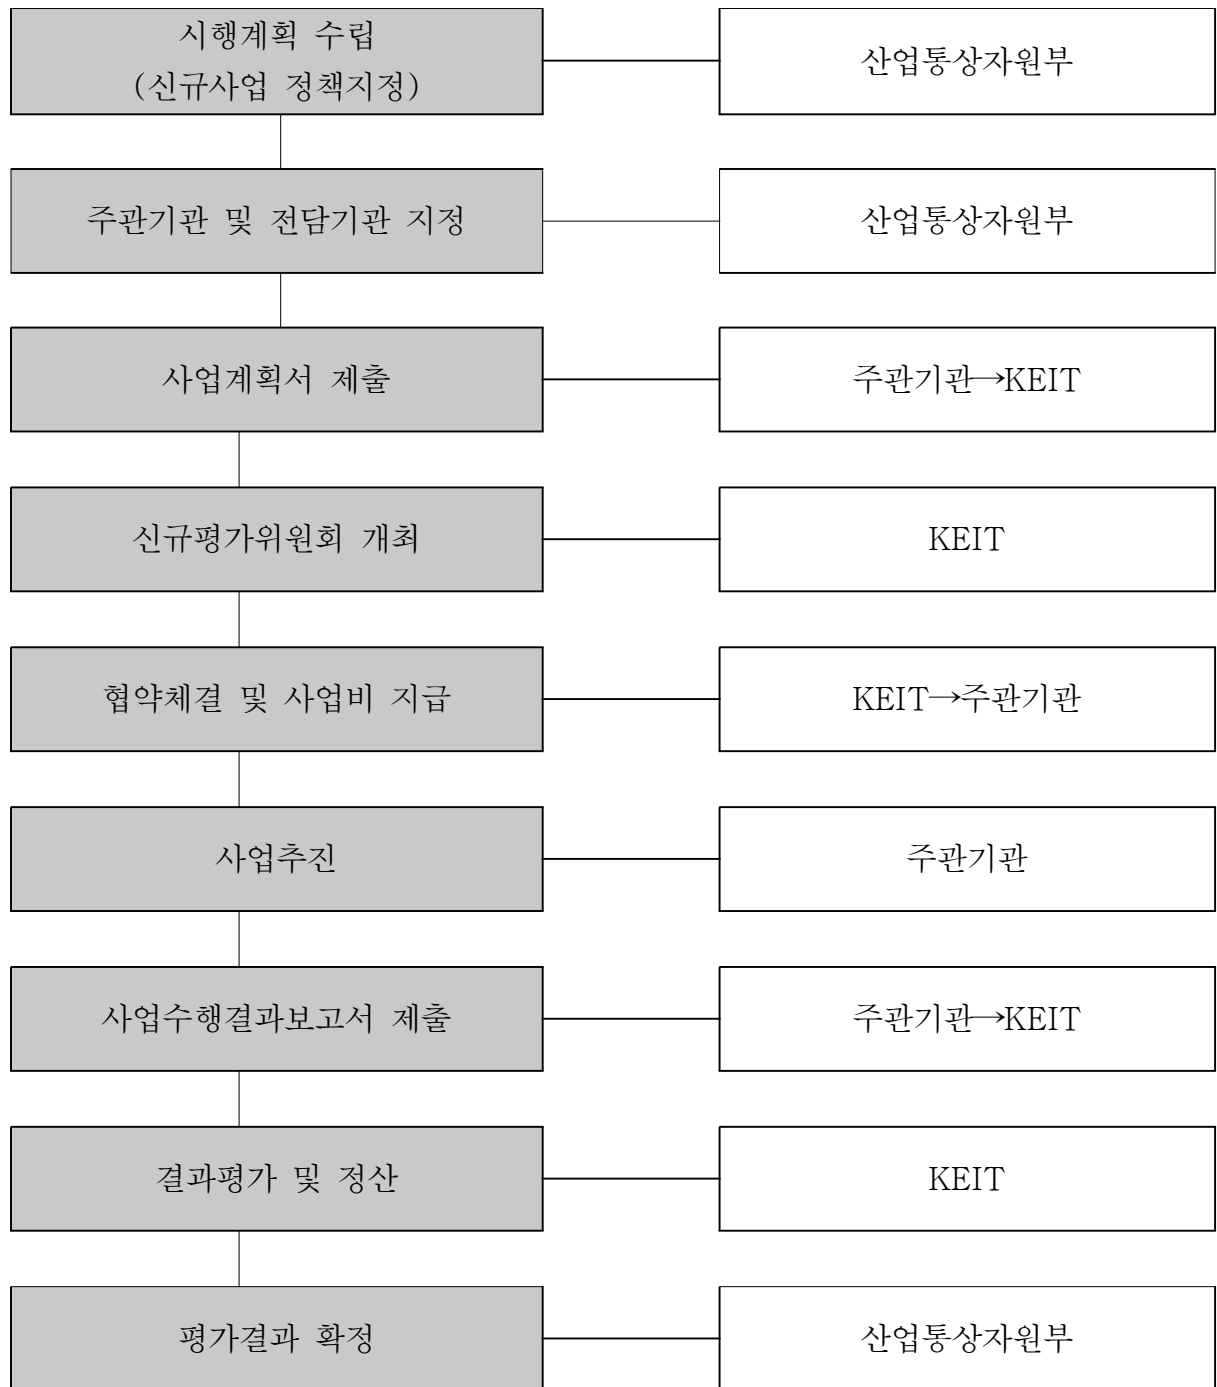 시행계획 수립
(신규사업 정책지정)
산업통상자원부
주관기관 및 전담기관 지정
산업통상자원부
사업계획서 제출
주관기관→KEIT
신규평가위원회 개최
KEIT
협약체결 및 사업비 지급
KEIT→주관기관
사업추진
주관기관
사업수행결과보고서 제출
주관기관→KEIT
결과평가 및 정산
KEIT
평가결과 확정
산업통상자원부